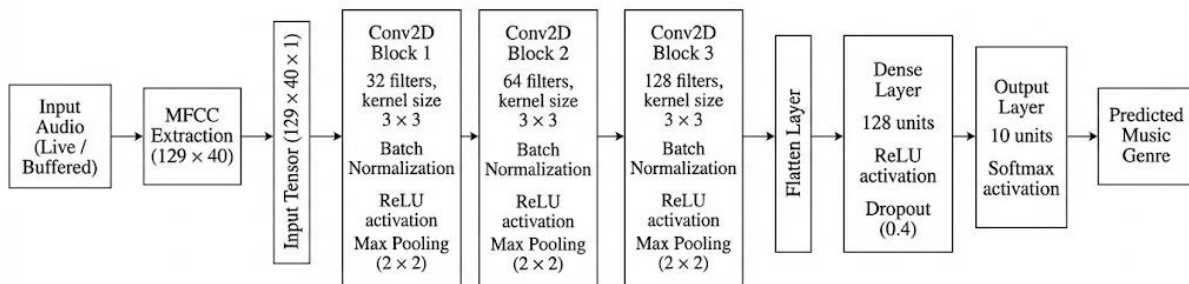 Input
Audio
(Live /
Buffered)
MFCC
Extraction
(129 × 40)
Input Tensor (129 × 40 × 1)
Conv2D
Block 1
32 filters,
kernel size
3 × 3
Batch
Normalization
ReLU
activation
Max Pooling
(2 × 2)
Conv2D
Block 2
64 filters,
kernel size
3 × 3
Batch
Normalization
ReLU
activation
Max Pooling
(2 × 2)
Conv2D
Block 3
128 filters,
kernel size
3 × 3
Batch
Normalization
ReLU
activation
Max Pooling
(2 × 2)
Flatten Layer
Dense
Layer
128 units
ReLU
activation
Dropout
(0.4)
Output
Layer
10 units
Softmax
activation
Predicted
Music
Genre